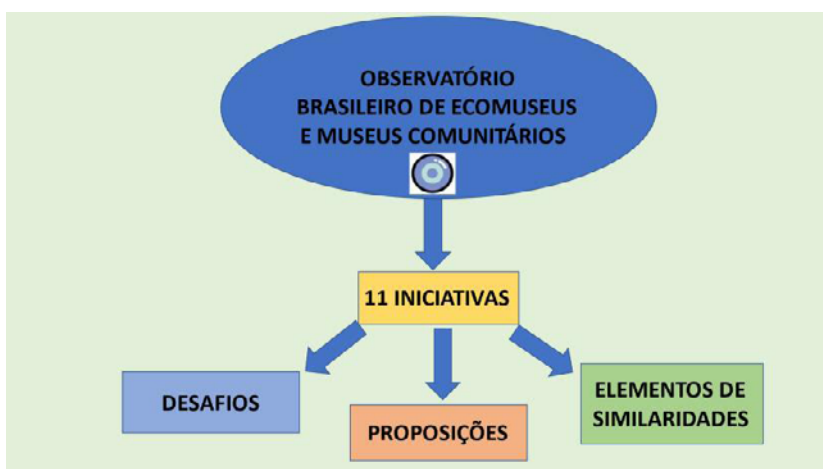 OBSERVATÓRIO
BRASILEIRO DE ECOMUSEUS
E MUSEUS COMUNITÁRIOS
11 INICIATIVAS
DESAFIOS
PROPOSIÇÕES
ELEMENTOS DE
SIMILARIDADES